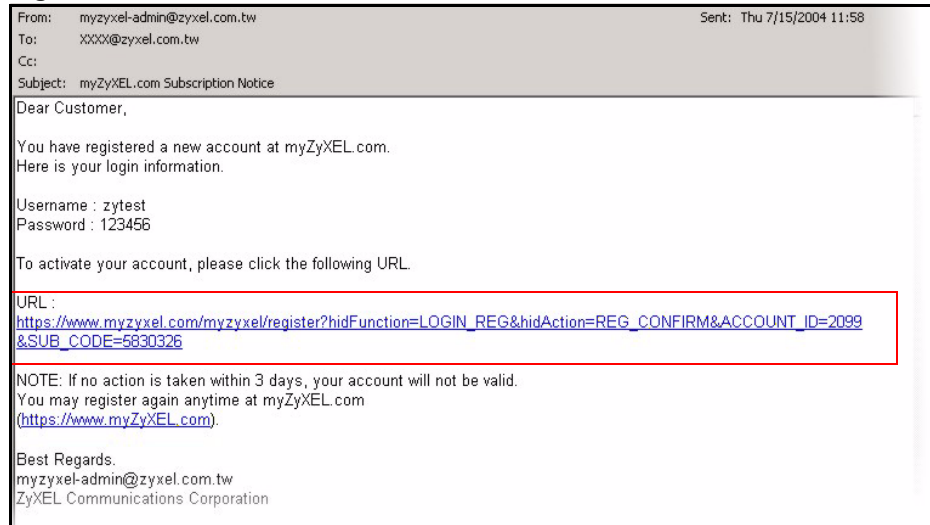 From: myzyxel-admin@zyxel.com.tw Sent: Thu 7/15/2004 11:58
To: XXXX@zyxel.com.tw
Cc:
Subject: myZyXEL.com Subscription Notice
Dear Customer,
You have registered a new account at myZyXEL.com.
Here is your login information.
Username : zytest
Password : 123456
To activate your account, please click the following URL.
URL :
https://www.myzyxel.com/myzyxel/register?hidFunction=LOGIN_REG&hidAction=REG_CONFIRM&ACCOUNT_ID=2099
&SUB_CODE=5830326
NOTE: If no action is taken within 3 days, your account will not be valid.
You may register again anytime at myZyXEL.com
(https://www.myZyXEL.com).
Best Regards.
myzyxel-admin@zyxel.com.tw
ZyXEL Communications Corporation